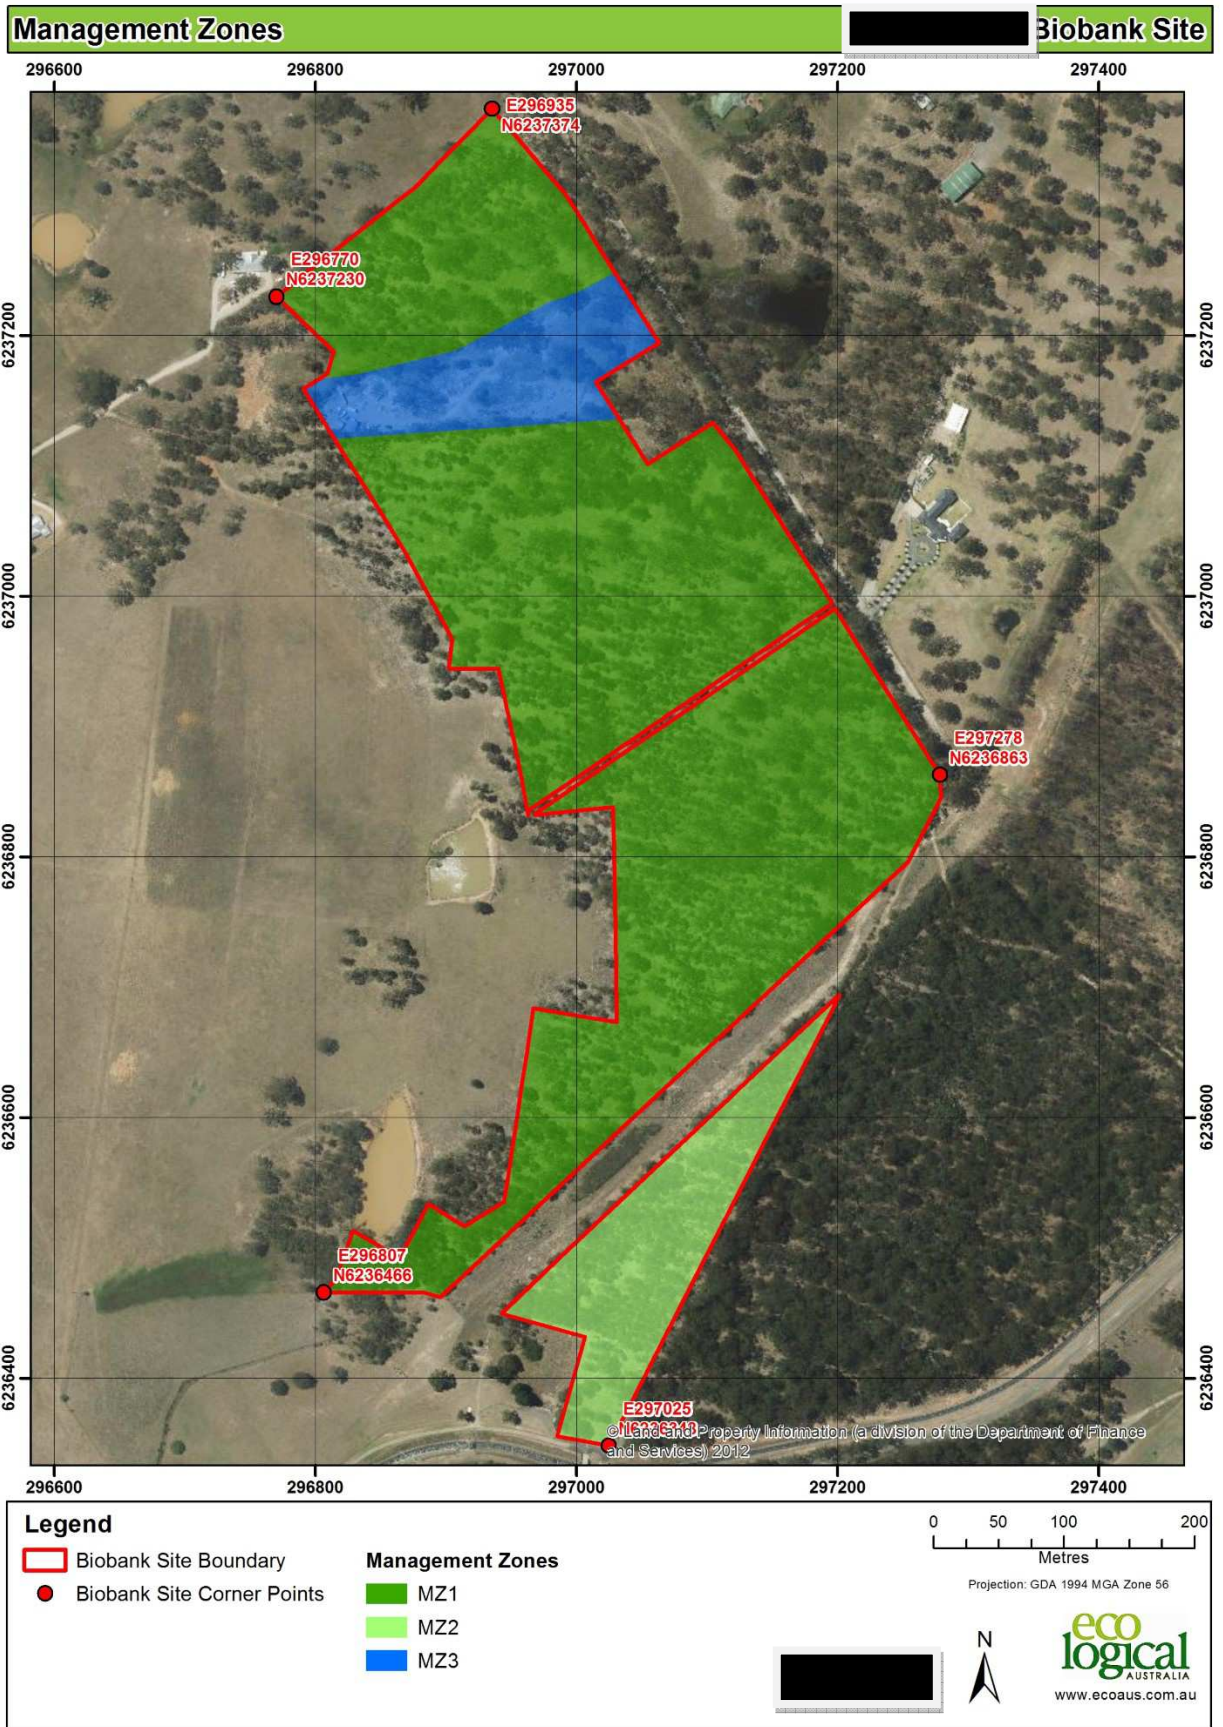 Management Zones
Biobank Site
296600 296800 297000 297200 297400
E296935
N6237374
E296770
N6237230
6237200 6237200
6237000 6237000
E297278
N6236863
6236800 6236800
6236600 6236600
E296807
N6236466
6236400 6236400
E297025
© Land and Property Information (a division of the Department of Finance
and Services) 2012
296600 296800 297000 297200 297400
Legend
Biobank Site Boundary
Biobank Site Corner Points
Management Zones
MZ1
MZ2
MZ3
0 50 100 200
Metres
Projection: GDA 1994 MGA Zone 56
N
eco
logical
AUSTRALIA
www.ecoaus.com.au